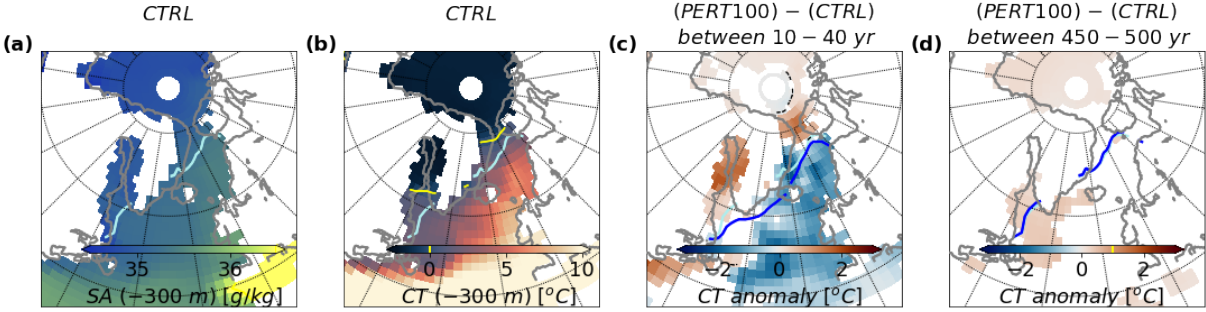 CTRL
CTRL
(PERT100) − (CTRL)
between 10 − 40 yr
(PERT100) − (CTRL)
between 450 − 500 yr
(a)
(b)
(c)
(d)
35 36
SA (−300 m) [g/kg]
0 5 10
CT (−300 m) [°C]
−2 0 2
CT anomaly [°C]
−2 0 2
CT anomaly [°C]